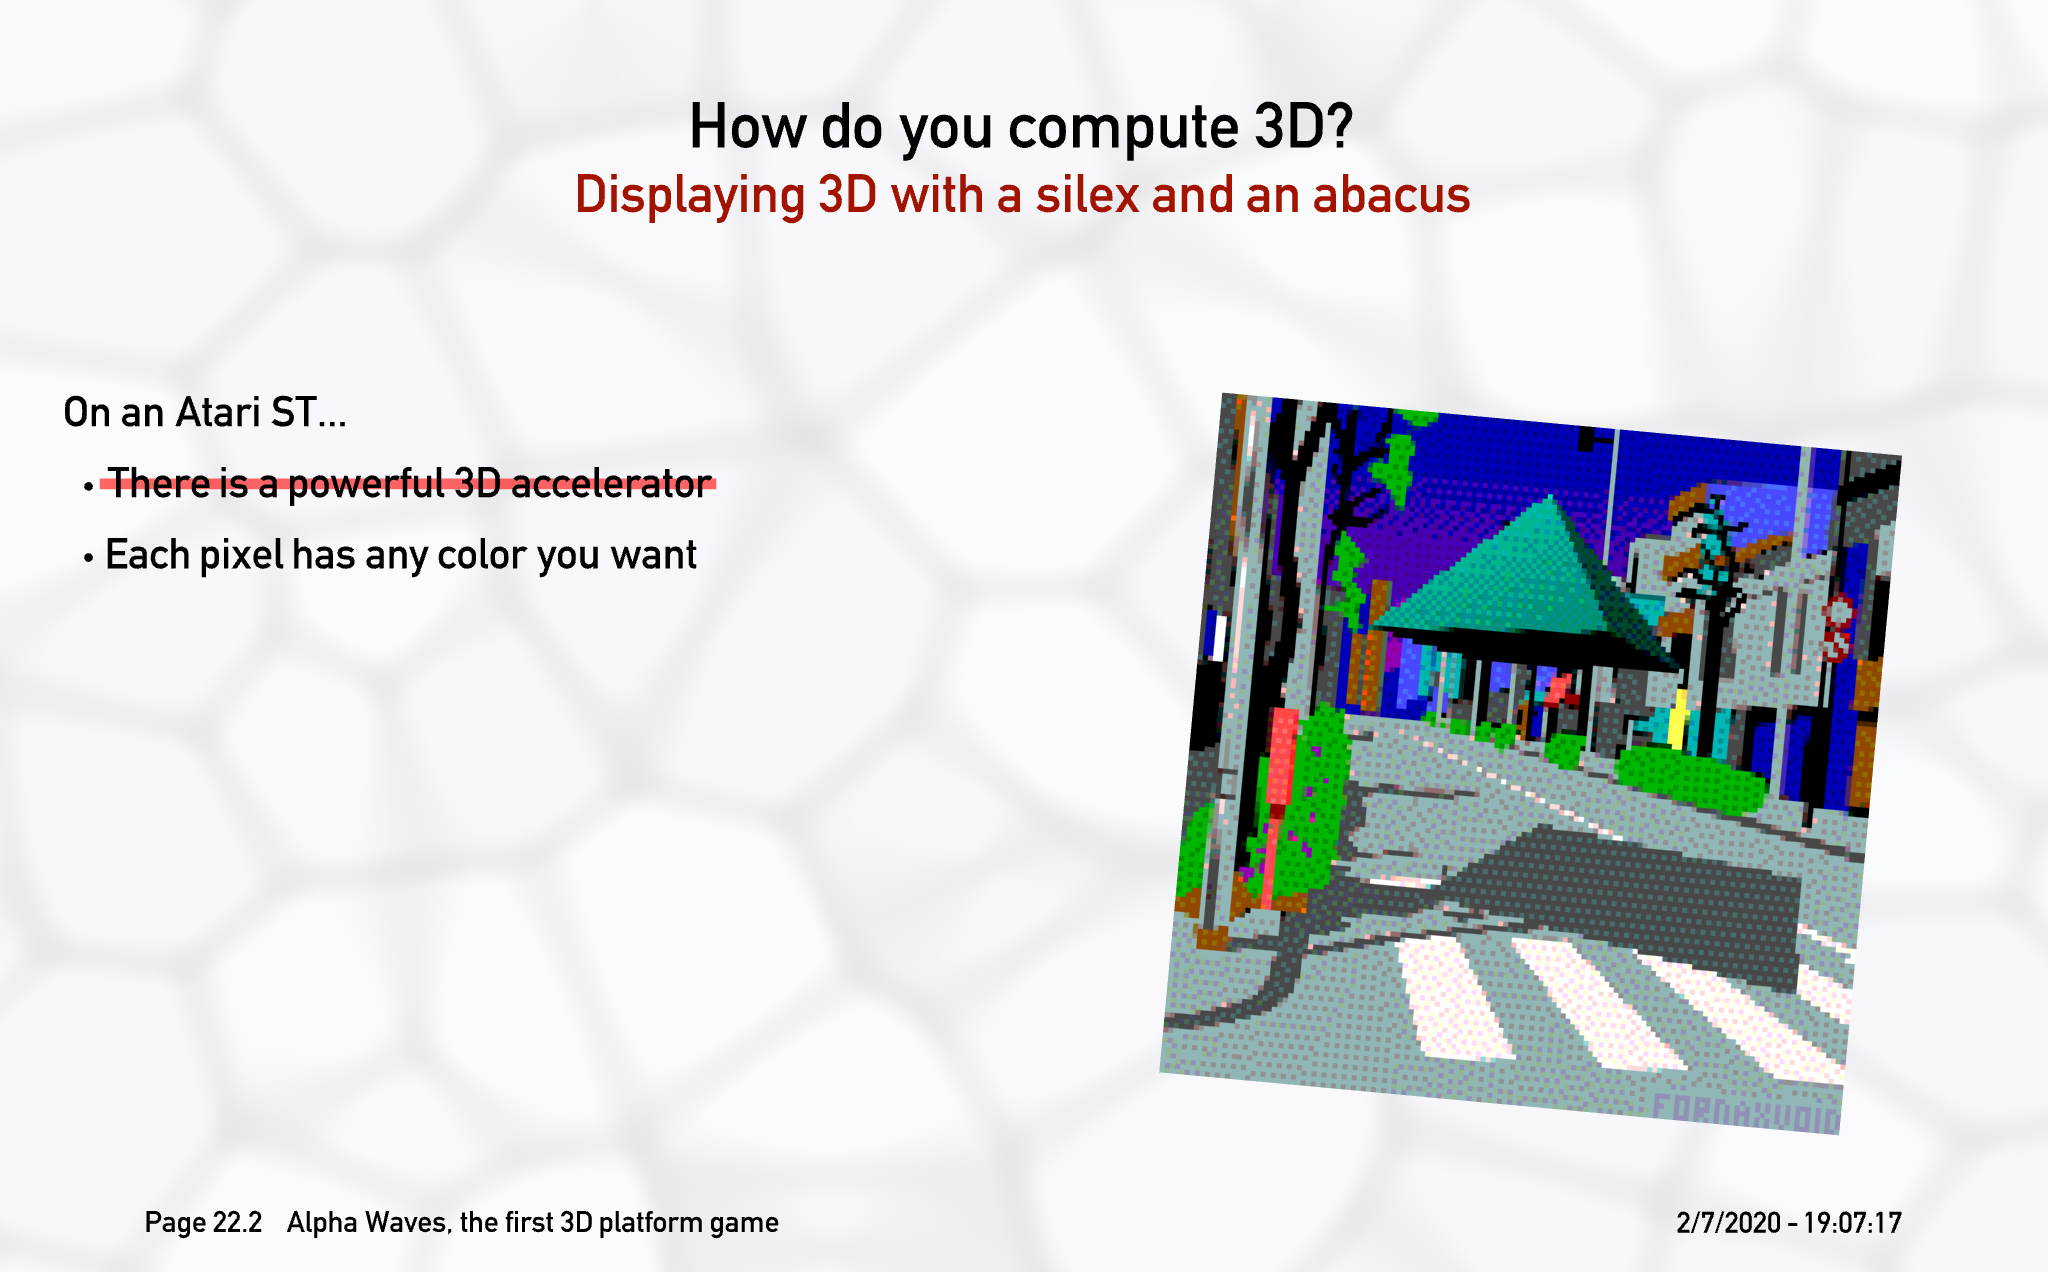 How do you compute 3D?
Displaying 3D with a silex and an abacus
On an Atari ST...
• There is a powerful 3D accelerator
• Each pixel has any color you want
FORNAXVOID
Page 22.2 Alpha Waves, the first 3D platform game
2/7/2020 - 19:07:17